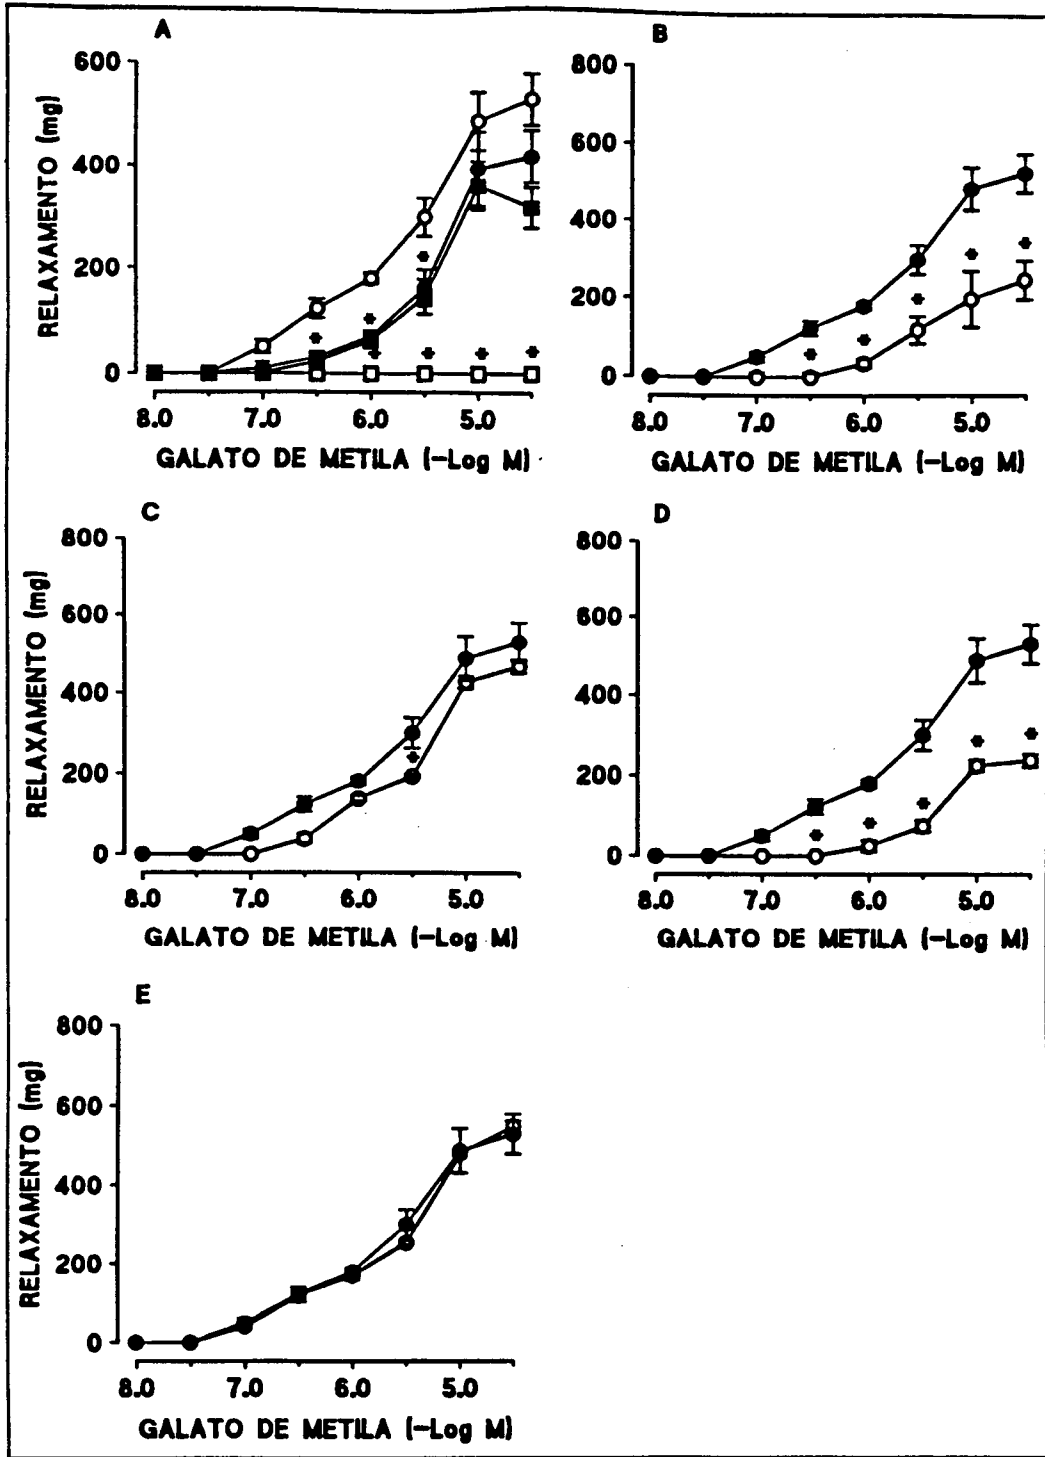 A
RELAXAMENTO (mg)
600
400
200
0
8.0 7.0 6.0 5.0
GALATO DE METILA (-Log M)
B
800
600
400
200
0
8.0 7.0 6.0 5.0
GALATO DE METILA (-Log M)
C
RELAXAMENTO (mg)
800
600
400
200
0
8.0 7.0 6.0 5.0
GALATO DE METILA (-Log M)
D
800
600
400
200
0
8.0 7.0 6.0 5.0
GALATO DE METILA (-Log M)
E
RELAXAMENTO (mg)
800
600
400
200
0
8.0 7.0 6.0 5.0
GALATO DE METILA (-Log M)